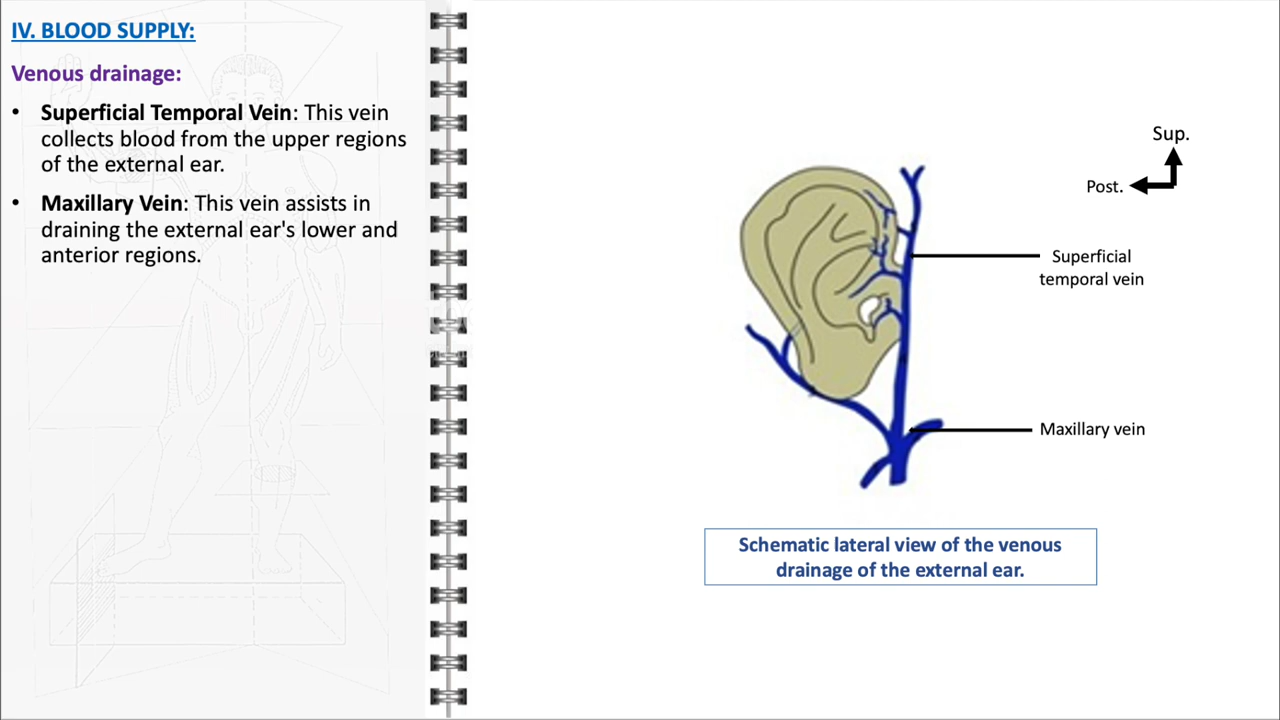 IV. BLOOD SUPPLY:
Venous drainage:
• Superficial Temporal Vein: This vein
collects blood from the upper regions
of the external ear.
• Maxillary Vein: This vein assists in
draining the external ear's lower and
anterior regions.
Sup.
Post.
Superficial
temporal vein
Maxillary vein
Schematic lateral view of the venous
drainage of the external ear.